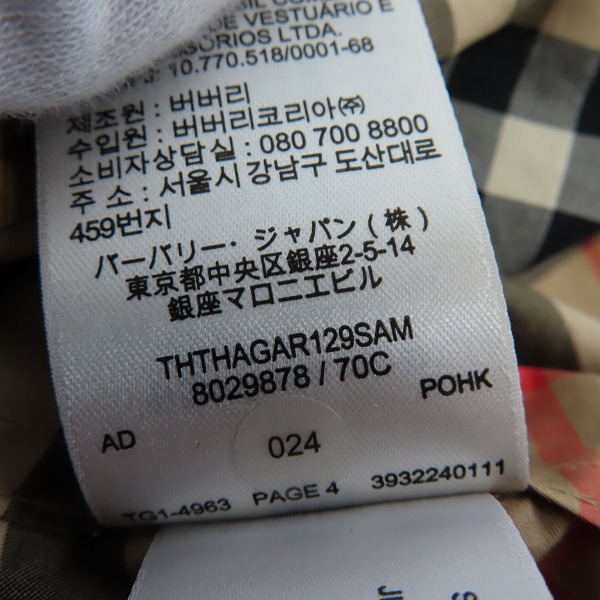 DE VESTUÁRIO E
LTDA.
10.770.518/0001-68
제조원 : 버버리
수입원 : 버버리코리아㈜
소비자상담실 : 080 700 8800
주 소 : 서울시 강남구 도산대로
459번지
バーバリー・ジャパン(株)
東京都中央区銀座2-5-14
銀座マロニエビル
THTHAGAR129SAM
8029878 / 70C
POHK
AD
024
TG1-4963 PAGE 4 3932240111